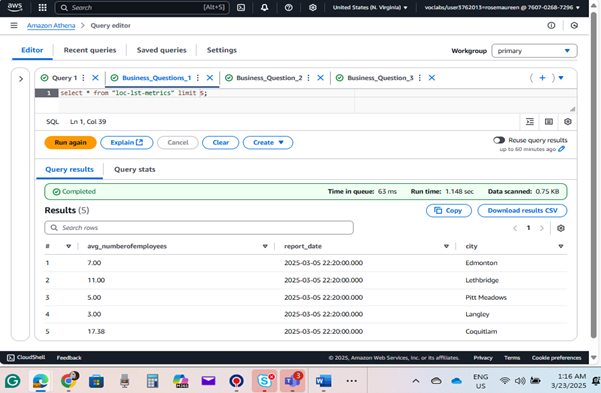 aws Search [Alt+S] United States (N. Virginia) voclabs/user3762013=rosemaureen @ 7607-0268-7296
Amazon Athena > Query editor
Editor Recent queries Saved queries Settings Workgroup primary
Query 1 Business_Questions_1 Business_Question_2 Business_Question_3
1 select * from "loc-lst-metrics" limit 5;
SQL Ln 1, Col 39
Run again Explain Cancel Clear Create Reuse query results
up to 60 minutes ago
Query results Query stats
Completed Time in queue: 63 ms Run time: 1.148 sec Data scanned: 0.75 KB
Results (5) Copy Download results CSV
Search rows 1
# avg_numberofemployees report_date city
1 7.00 2025-03-05 22:20:00.000 Edmonton
2 11.00 2025-03-05 22:20:00.000 Lethbridge
3 5.00 2025-03-05 22:20:00.000 Pitt Meadows
4 3.00 2025-03-05 22:20:00.000 Langley
5 17.38 2025-03-05 22:20:00.000 Coquitlam
CloudShell Feedback © 2025, Amazon Web Services, Inc. or its affiliates. Privacy Terms Cookie preferences
3 ENG
US 1:16 AM
3/23/2025